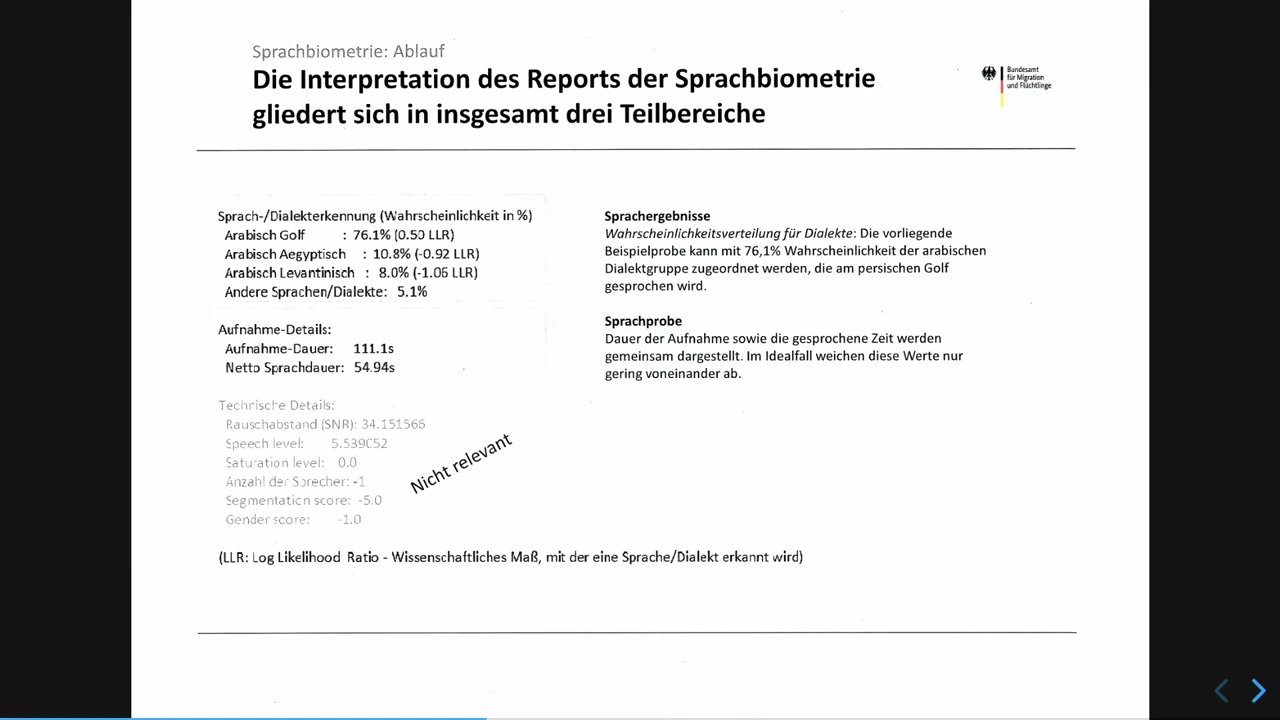 Sprachbiometrie: Ablauf
Die Interpretation des Reports der Sprachbiometrie
gliedert sich in insgesamt drei Teilbereiche
Bundesamt
für Migration
und Flüchtlinge
Sprach-/Dialekterkennung (Wahrscheinlichkeit in %)
Arabisch Golf : 76.1% (0.50 LLR)
Arabisch Aegyptisch : 10.8% (-0.92 LLR)
Arabisch Levantinisch : 8.0% (-1.06 LLR)
Andere Sprachen/Dialekte: 5.1%
Aufnahme-Details:
Aufnahme-Dauer: 111.1s
Netto Sprachdauer: 54.94s
Technische Details:
Rauschabstand (SNR): 34.151566
Speech level: 5.539052
Saturation level: 0.0
Anzahl der Sprecher: -1
Segmentation score: -5.0
Gender score: -1.0
Nicht relevant
(LLR: Log Likelihood Ratio - Wissenschaftliches Maß, mit der eine Sprache/Dialekt erkannt wird)
Sprachergebnisse
Wahrscheinlichkeitsverteilung für Dialekte: Die vorliegende
Beispielprobe kann mit 76,1% Wahrscheinlichkeit der arabischen
Dialektgruppe zugeordnet werden, die am persischen Golf
gesprochen wird.
Sprachprobe
Dauer der Aufnahme sowie die gesprochene Zeit werden
gemeinsam dargestellt. Im Idealfall weichen diese Werte nur
gering voneinander ab.